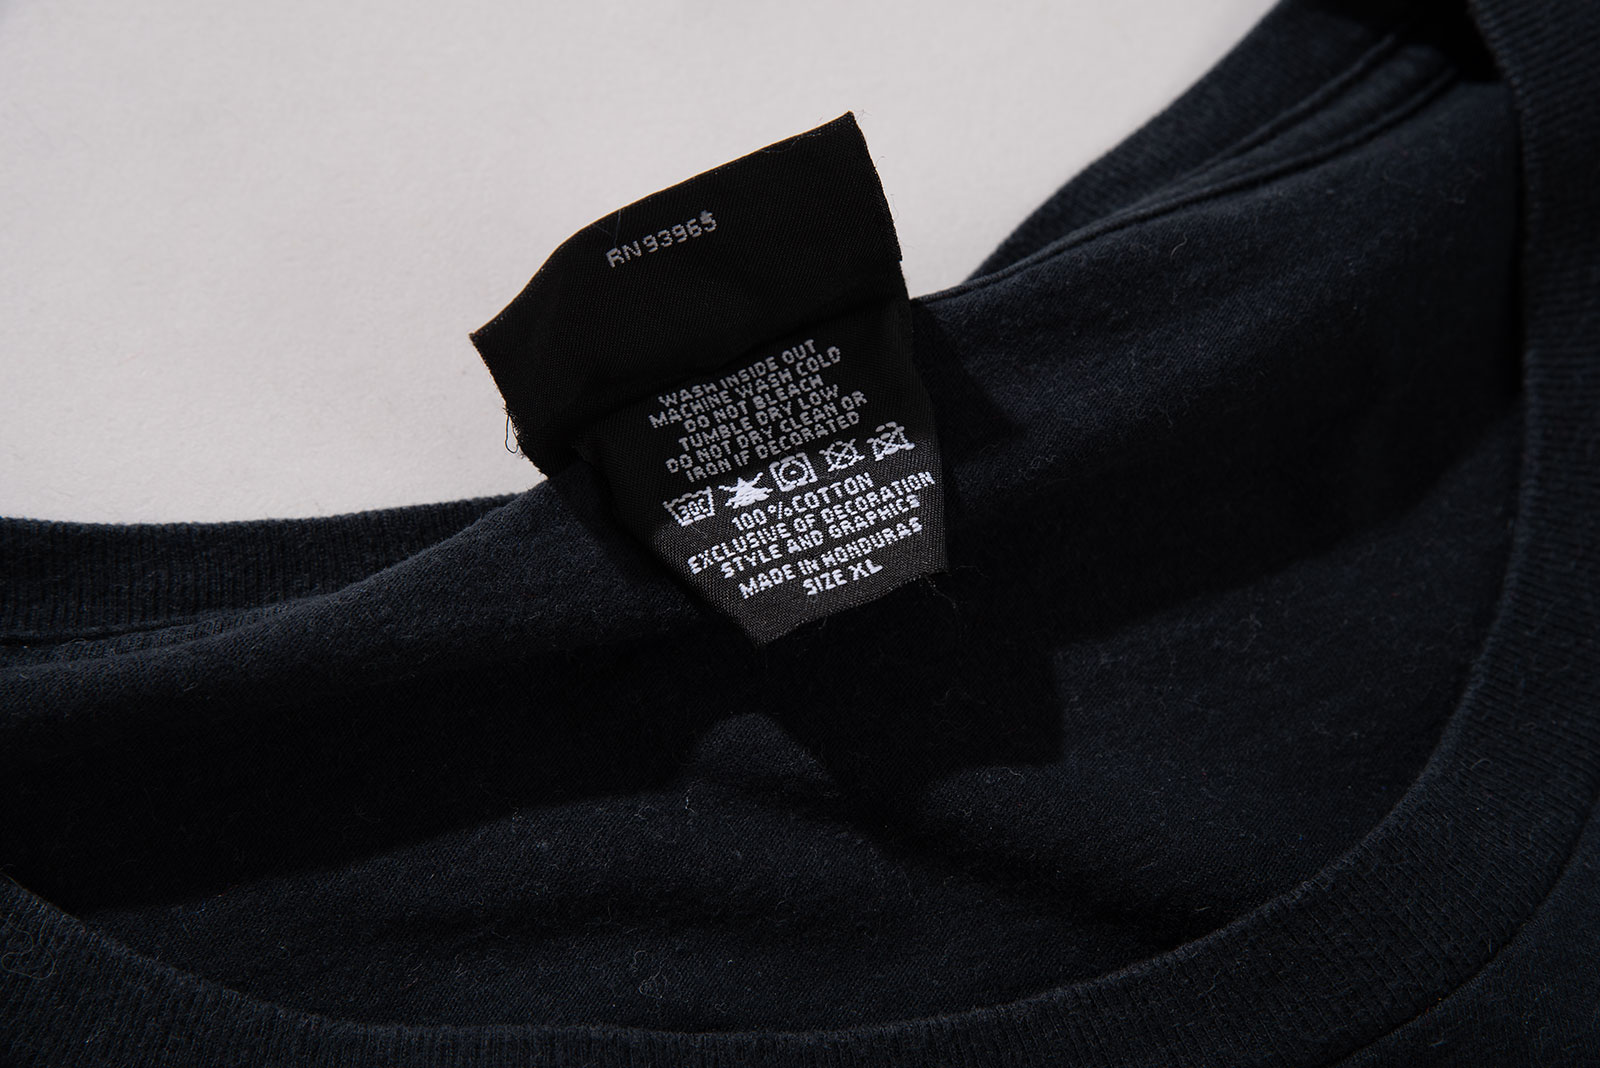 RN93965
WASH INSIDE OUT
MACHINE WASH COLD
DO NOT BLEACH
TUMBLE DRY LOW
DO NOT DRY CLEAN OR
IRON IF DECORATED
30°
100%COTTON
EXCLUSIVE OF DECORATION
STYLE AND GRAPHICS
MADE IN HONDURAS
SIZE XL